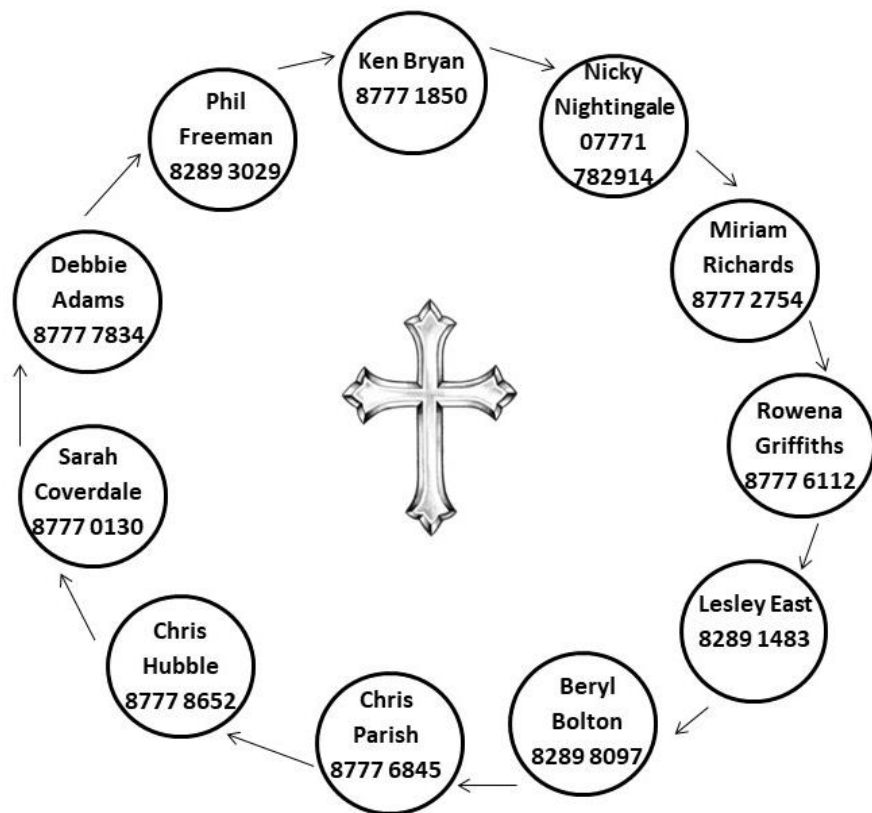 Ken Bryan
8777 1850
Nicky
Nightingale
07771
782914
Miriam
Richards
8777 2754
Rowena
Griffiths
8777 6112
Lesley East
8289 1483
Beryl
Bolton
8289 8097
Chris
Parish
8777 6845
Chris
Hubble
8777 8652
Sarah
Coverdale
8777 0130
Debbie
Adams
8777 7834
Phil
Freeman
8289 3029